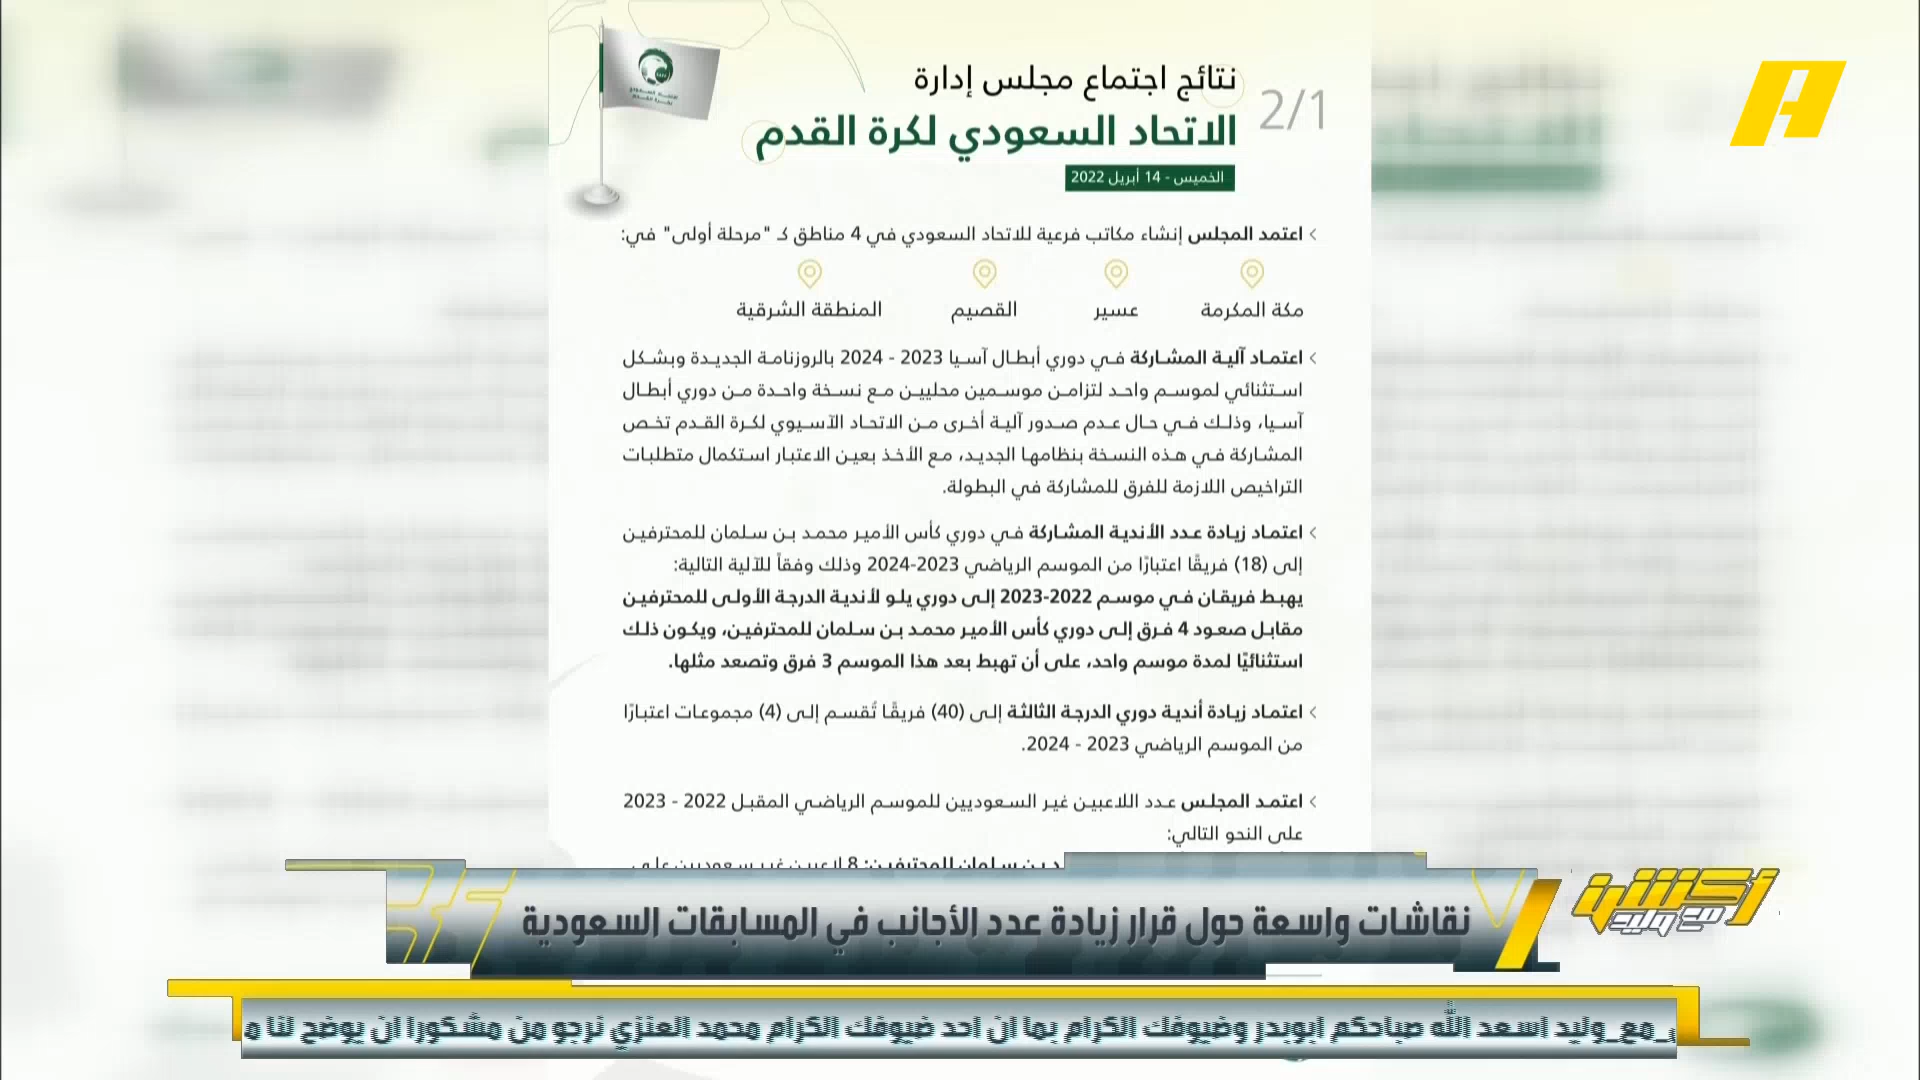 نتائج اجتماع مجلس إدارة
2/1
الاتحاد السعودي لكرة القدم
الخميس - 14 أبريل 2022
اعتمد المجلس إنشاء مكاتب فرعية للاتحاد السعودي في 4 مناطق كـ "مرحلة أولى" في:
مكة المكرمة عسير القصيم المنطقة الشرقية
اعتماد آلية المشاركة في دوري أبطال آسيا 2023 - 2024 بالروزنامة الجديدة وبشكل
استثنائي لموسم واحد لتزامن موسمين محليين مع نسخة واحدة من دوري أبطال
آسيا، وذلك في حال عدم صدور آلية أخرى من الاتحاد الآسيوي لكرة القدم تخص
المشاركة في هذه النسخة بنظامها الجديد، مع الأخذ بعين الاعتبار استكمال متطلبات
التراخيص اللازمة للفرق للمشاركة في البطولة.
اعتماد زيادة عدد الأندية المشاركة في دوري كأس الأمير محمد بن سلمان للمحترفين
إلى (18) فريقًا اعتبارًا من الموسم الرياضي 2023-2024 وذلك وفقاً للآلية التالية:
يهبط فريقان في موسم 2022-2023 إلى دوري يلو لأندية الدرجة الأولى للمحترفين
مقابل صعود 4 فرق إلى دوري كأس الأمير محمد بن سلمان للمحترفين، ويكون ذلك
استثنائيًا لمدة موسم واحد، على أن تهبط بعد هذا الموسم 3 فرق وتصعد مثلها.
اعتماد زيادة أندية دوري الدرجة الثالثة إلى (40) فريقًا تُقسم إلى (4) مجموعات اعتبارًا
من الموسم الرياضي 2023 - 2024.
اعتمد المجلس عدد اللاعبين غير السعوديين للموسم الرياضي المقبل 2022 - 2023
على النحو التالي:
بن سلمان للمحترفين: 8 لاعبين غير سعوديين على
نقاشات واسعة حول قرار زيادة عدد الأجانب في المسابقات السعودية
أكشن مع وليد
_مع_وليد اسعد الله صباحكم ابوبدر وضيوفك الكرام بما ان احد ضيوفك الكرام محمد العنزي نرجو من مشكورا ان يوضح لنا م